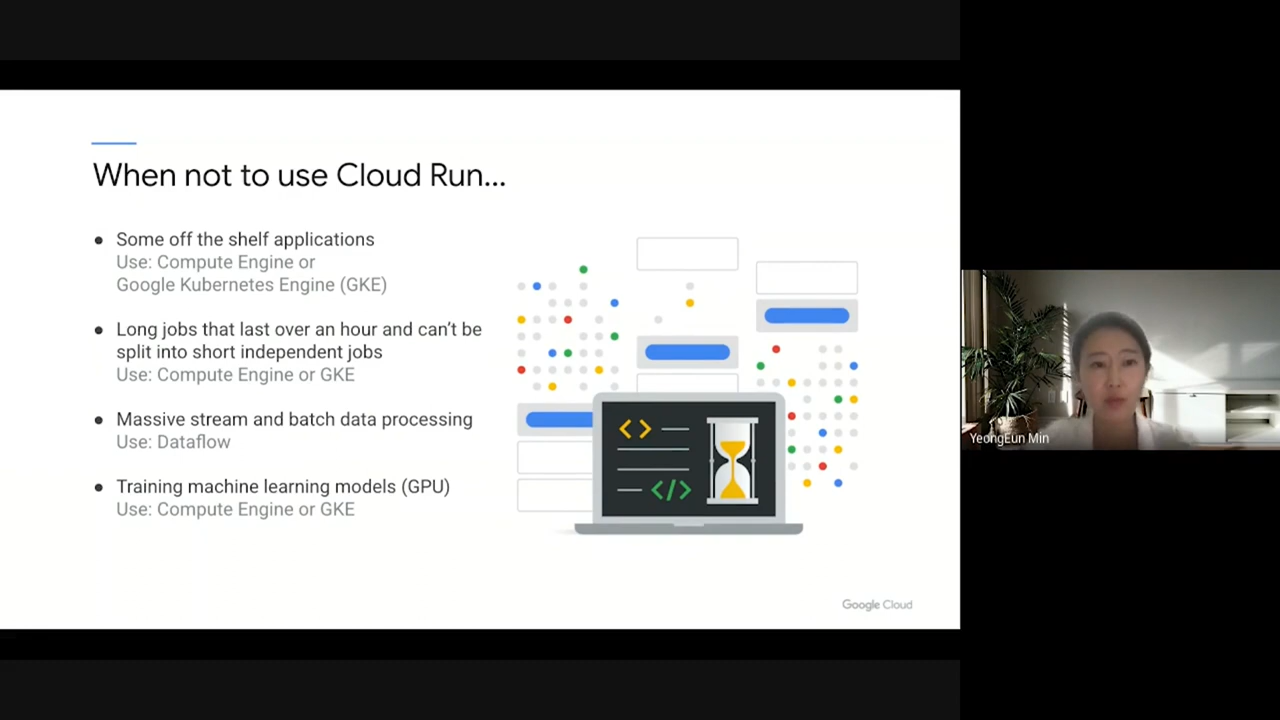 When not to use Cloud Run...
● Some off the shelf applications
Use: Compute Engine or
Google Kubernetes Engine (GKE)
● Long jobs that last over an hour and can't be
split into short independent jobs
Use: Compute Engine or GKE
● Massive stream and batch data processing
Use: Dataflow
● Training machine learning models (GPU)
Use: Compute Engine or GKE
< >
</>
Google Cloud
YeongEun Min